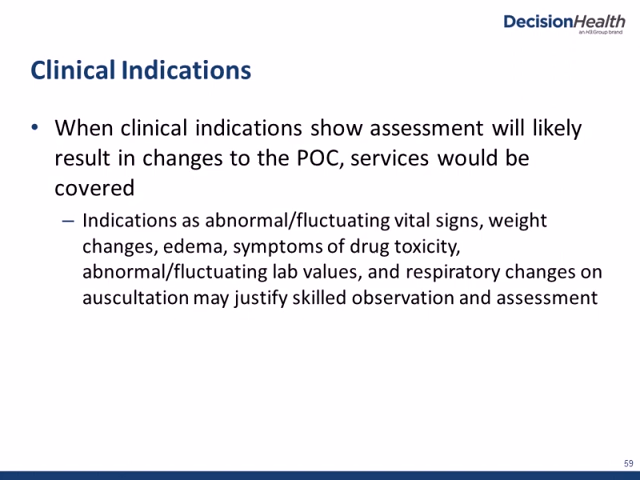 DecisionHealth
an H3.Group brand
Clinical Indications
• When clinical indications show assessment will likely
result in changes to the POC, services would be
covered
– Indications as abnormal/fluctuating vital signs, weight
changes, edema, symptoms of drug toxicity,
abnormal/fluctuating lab values, and respiratory changes on
auscultation may justify skilled observation and assessment
59